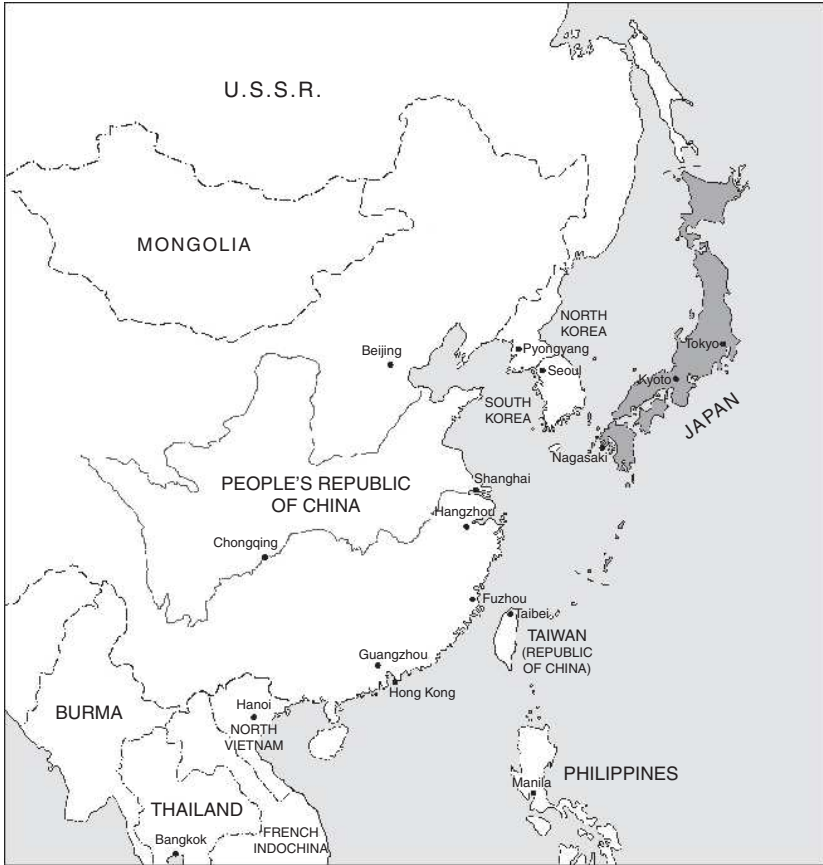 U.S.S.R.
MONGOLIA
NORTH
KOREA
Beijing
Pyongyang
Tokyo
Seoul
Kyoto
SOUTH
KOREA
JAPAN
Nagasaki
PEOPLE'S REPUBLIC
OF CHINA
Shanghai
Hangzhou
Chongqing
Fuzhou
Taibei
TAIWAN
(REPUBLIC
OF CHINA)
Guangzhou
Hong Kong
BURMA
Hanoi
NORTH
VIETNAM
PHILIPPINES
Manila
THAILAND
Bangkok
FRENCH
INDOCHINA